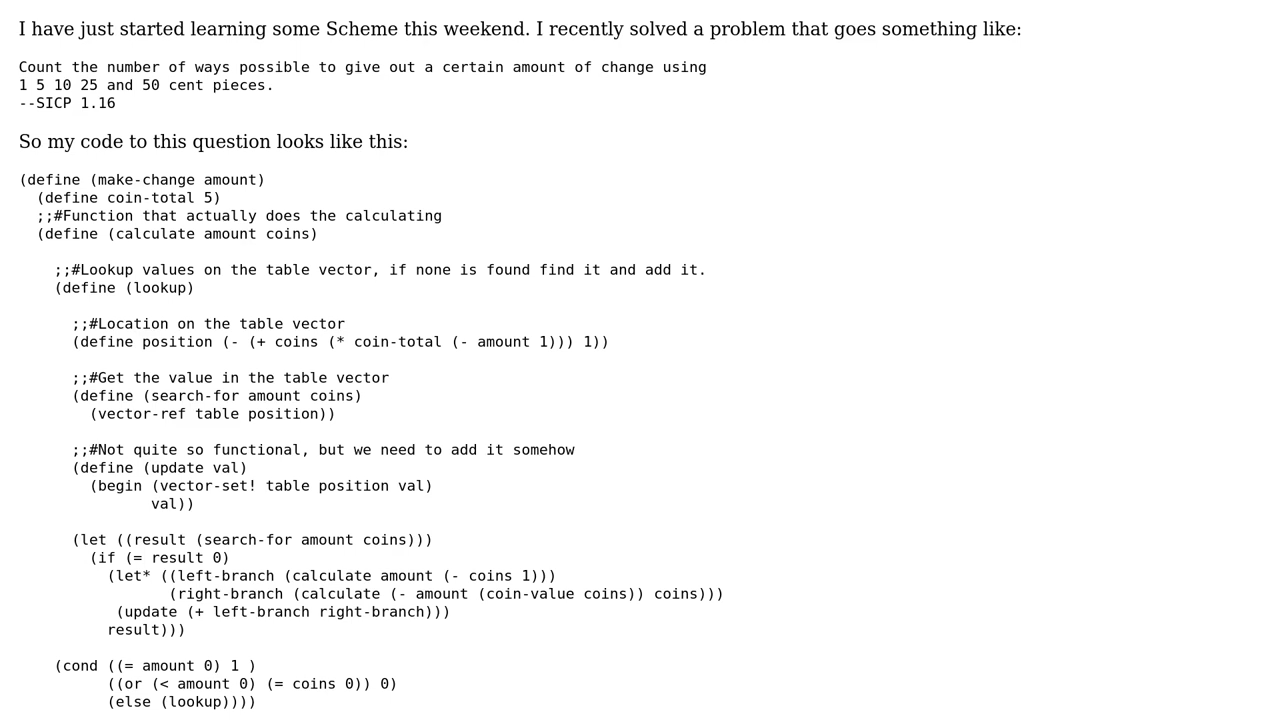 I have just started learning some Scheme this weekend. I recently solved a problem that goes something like:
Count the number of ways possible to give out a certain amount of change using
1 5 10 25 and 50 cent pieces.
--SICP 1.16
So my code to this question looks like this:
(define (make-change amount)
  (define coin-total 5)
  ;;#Function that actually does the calculating
  (define (calculate amount coins)
    ;;#Lookup values on the table vector, if none is found find it and add it.
    (define (lookup)
      ;;#Location on the table vector
      (define position (- (+ coins (* coin-total (- amount 1))) 1))
      ;;#Get the value in the table vector
      (define (search-for amount coins)
        (vector-ref table position))
      ;;#Not quite so functional, but we need to add it somehow
      (define (update val)
        (begin (vector-set! table position val)
               val))
      (let ((result (search-for amount coins)))
        (if (= result 0)
          (let* ((left-branch (calculate amount (- coins 1)))
                 (right-branch (calculate (- amount (coin-value coins)) coins)))
           (update (+ left-branch right-branch)))
          result)))
    (cond ((= amount 0) 1 )
          ((or (< amount 0) (= coins 0)) 0)
          (else (lookup))))